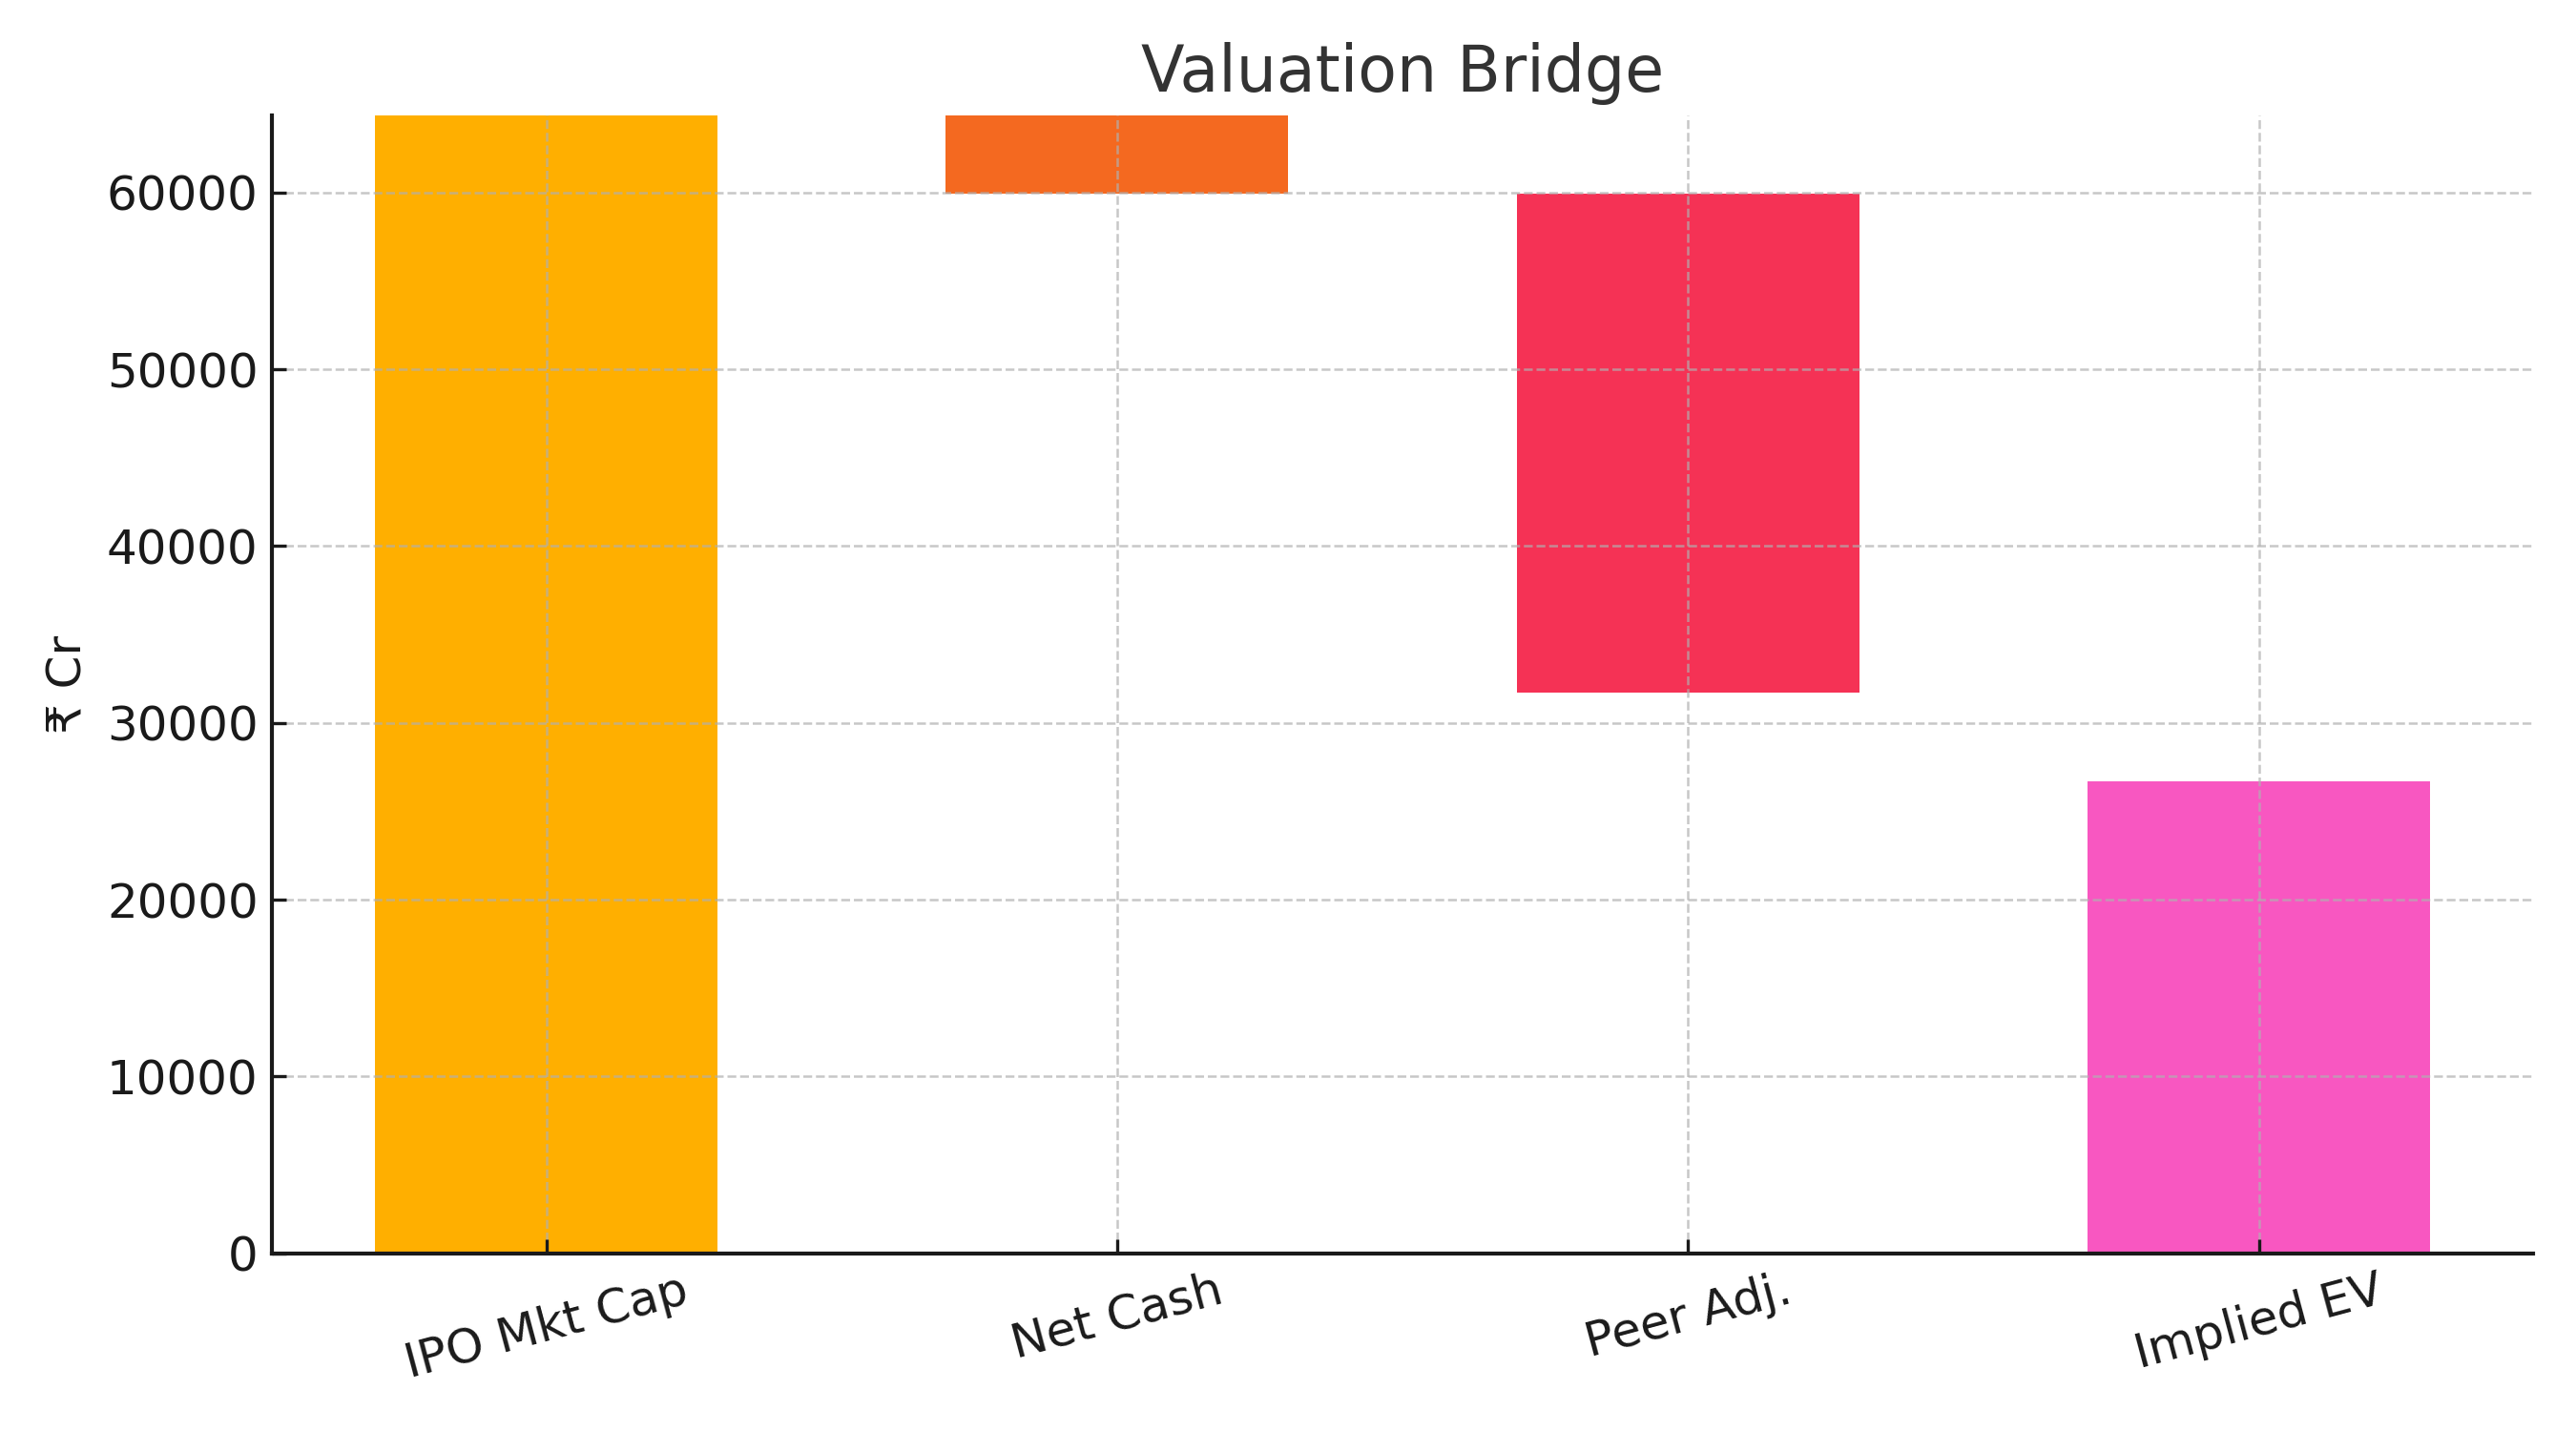 Valuation Bridge
₹ Cr
60000
50000
40000
30000
20000
10000
0
IPO Mkt Cap
Net Cash
Peer Adj.
Implied EV